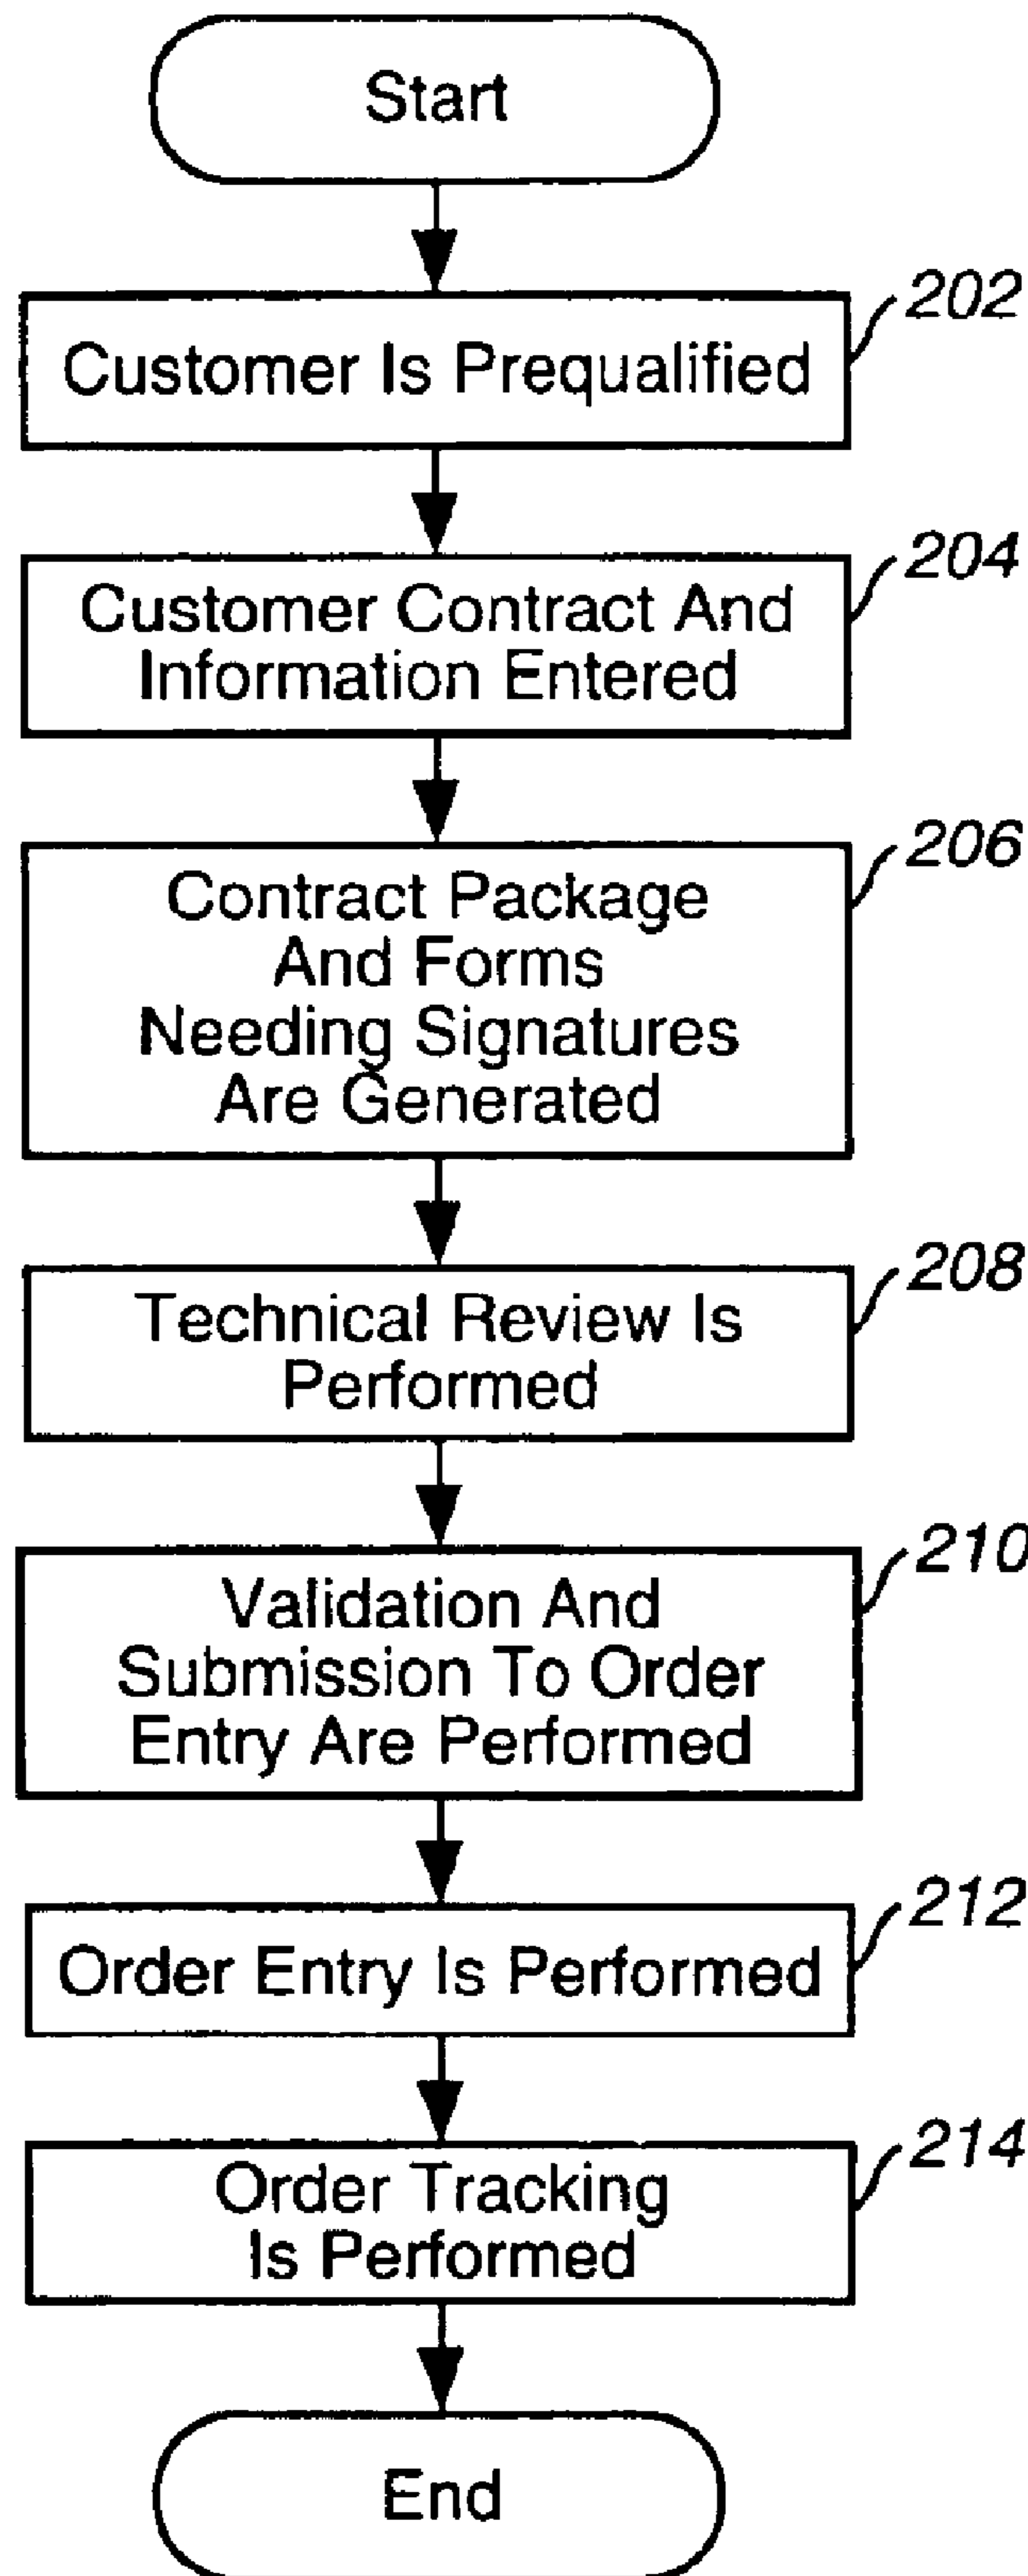 Start
202
Customer Is Prequalified
204
Customer Contract And
Information Entered
206
Contract Package
And Forms
Needing Signatures
Are Generated
208
Technical Review Is
Performed
210
Validation And
Submission To Order
Entry Are Performed
212
Order Entry Is Performed
214
Order Tracking
Is Performed
End